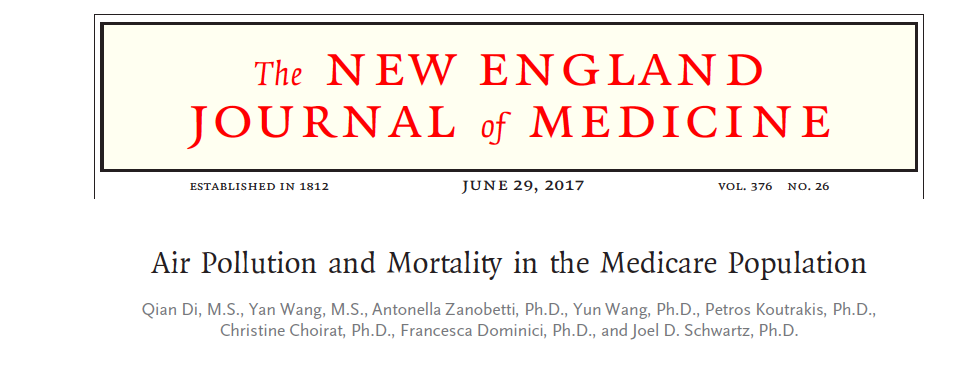 The NEW ENGLAND
JOURNAL of MEDICINE
ESTABLISHED IN 1812 JUNE 29, 2017 VOL. 376 NO. 26
Air Pollution and Mortality in the Medicare Population
Qian Di, M.S., Yan Wang, M.S., Antonella Zanobetti, Ph.D., Yun Wang, Ph.D., Petros Koutrakis, Ph.D.,
Christine Choirat, Ph.D., Francesca Dominici, Ph.D., and Joel D. Schwartz, Ph.D.